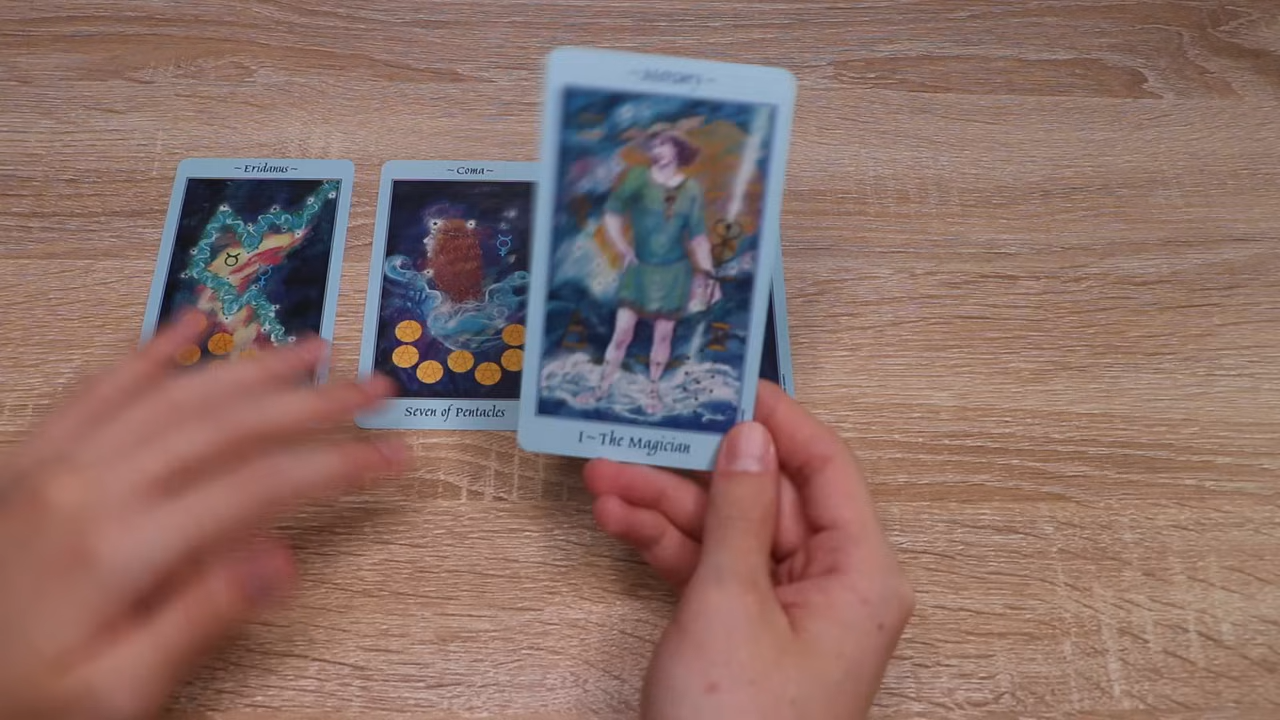 ~Eridanus~
~Coma~
Seven of Pentacles
I~The Magician